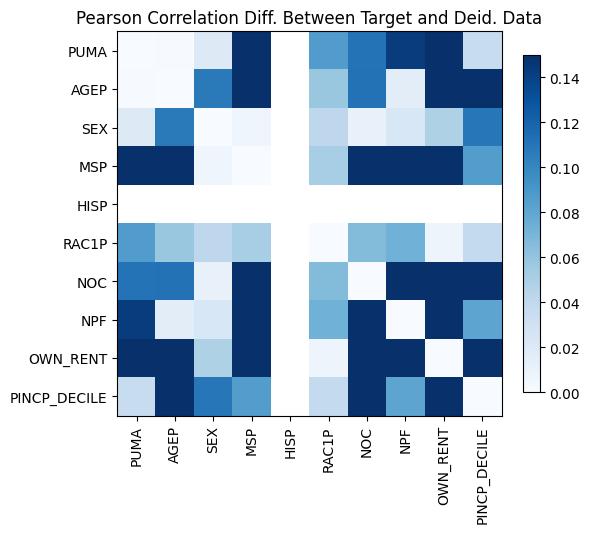 Pearson Correlation Diff. Between Target and Deid. Data
PUMA
AGEP
SEX
MSP
HISP
RAC1P
NOC
NPF
OWN_RENT
PINCP_DECILE
PUMA
AGEP
SEX
MSP
HISP
RAC1P
NOC
NPF
OWN_RENT
PINCP_DECILE
0.14
0.12
0.10
0.08
0.06
0.04
0.02
0.00